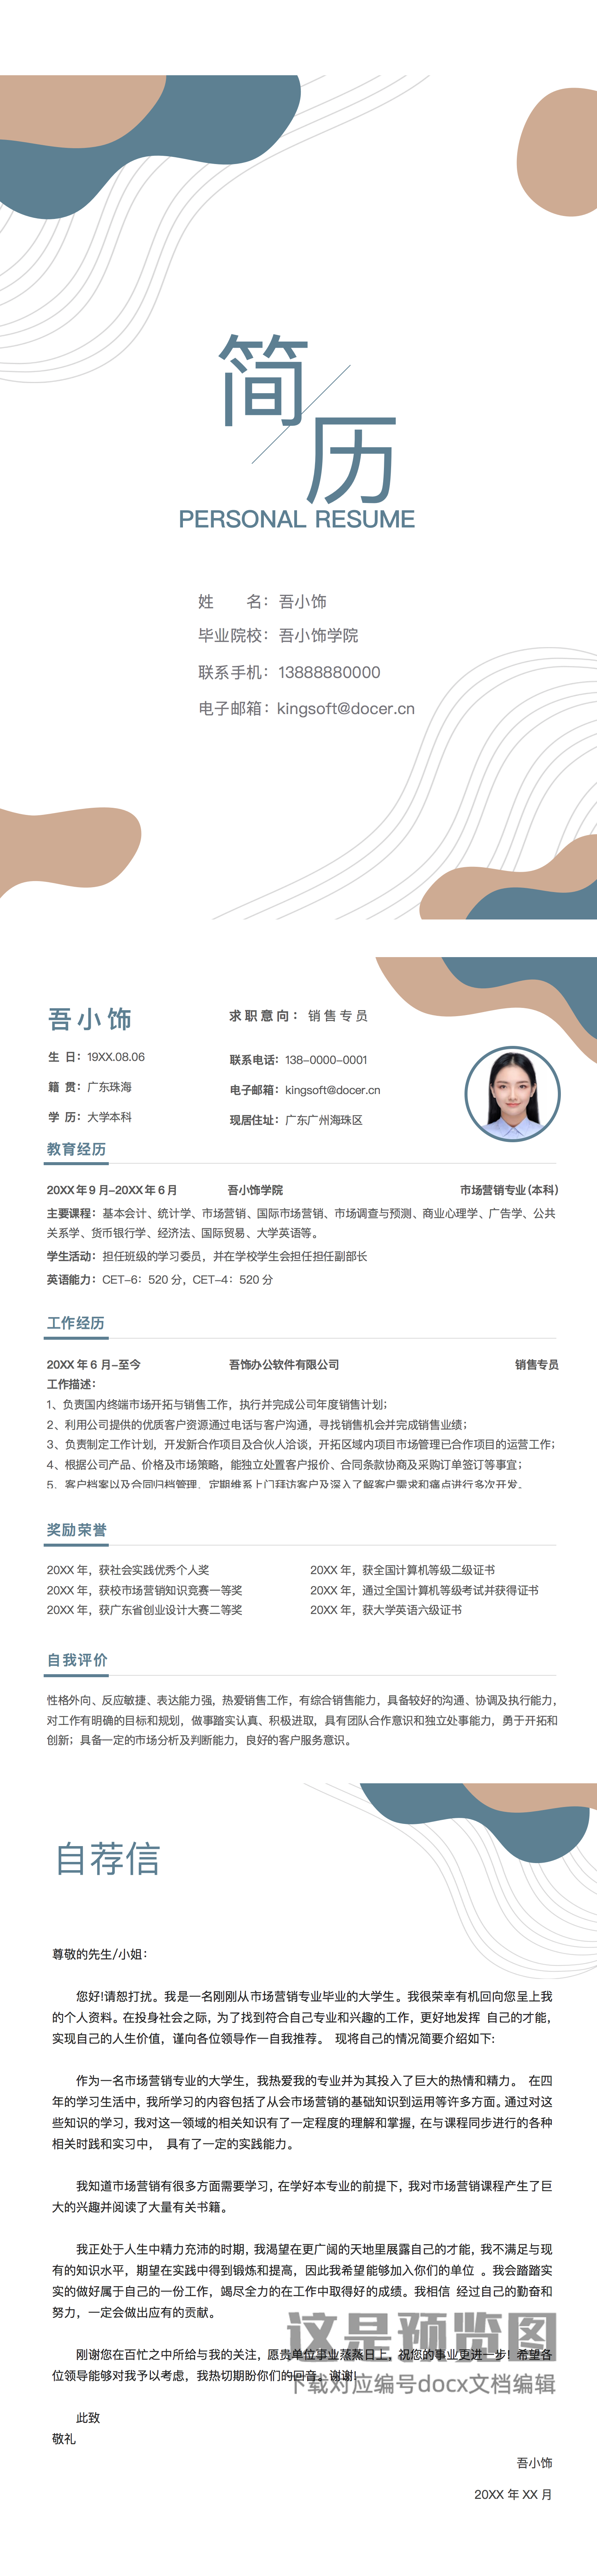 简
历
PERSONAL RESUME
姓 名：吾小饰
毕业院校：吾小饰学院
联系手机：13888880000
电子邮箱：kingsoft@docer.cn
吾小饰
求职意向：销售专员
生 日：19XX.08.06
联系电话：138-0000-0001
籍 贯：广东珠海
电子邮箱：kingsoft@docer.cn
学 历：大学本科
现居住址：广东广州海珠区
教育经历
20XX 年 9 月-20XX 年 6 月 吾小饰学院 市场营销专业（本科）
主要课程：基本会计、统计学、市场营销、国际市场营销、市场调查与预测、商业心理学、广告学、公共
关系学、货币银行学、经济法、国际贸易、大学英语等。
学生活动：担任班级的学习委员，并在学校学生会担任担任副部长
英语能力：CET-6：520 分，CET-4：520 分
工作经历
20XX 年 6 月-至今 吾饰办公软件有限公司 销售专员
工作描述：
1、负责国内终端市场开拓与销售工作，执行并完成公司年度销售计划；
2、利用公司提供的优质客户资源通过电话与客户沟通，寻找销售机会并完成销售业绩；
3、负责制定工作计划，开发新合作项目及合伙人洽谈，开拓区域内项目市场管理已合作项目的运营工作；
4、根据公司产品、价格及市场策略，能独立处置客户报价、合同条款协商及采购订单签订等事宜；
5、客户档案以及合同归档管理，定期维系上门拜访客户及深入了解客户需求和痛点进行多次开发。
奖励荣誉
20XX 年，获社会实践优秀个人奖 20XX 年，获全国计算机等级二级证书
20XX 年，获校市场营销知识竞赛一等奖 20XX 年，通过全国计算机等级考试并获得证书
20XX 年，获广东省创业设计大赛二等奖 20XX 年，获大学英语六级证书
自我评价
性格外向、反应敏捷、表达能力强，热爱销售工作，有综合销售能力，具备较好的沟通、协调及执行能力，
对工作有明确的目标和规划，做事踏实认真、积极进取，具有团队合作意识和独立处事能力，勇于开拓和
创新；具备一定的市场分析及判断能力，良好的客户服务意识。
自荐信
尊敬的先生/小姐：
您好!请恕打扰。我是一名刚刚从市场营销专业毕业的大学生。我很荣幸有机回向您呈上我
的个人资料。在投身社会之际，为了找到符合自己专业和兴趣的工作，更好地发挥 自己的才能，
实现自己的人生价值，谨向各位领导作一自我推荐。 现将自己的情况简要介绍如下:
作为一名市场营销专业的大学生，我热爱我的专业并为其投入了巨大的热情和精力。 在四
年的学习生活中，我所学习的内容包括了从会市场营销的基础知识到运用等许多方面。通过对这
些知识的学习，我对这一领域的相关知识有了一定程度的理解和掌握，在与课程同步进行的各种
相关时践和实习中， 具有了一定的实践能力。
我知道市场营销有很多方面需要学习，在学好本专业的前提下，我对市场营销课程产生了巨
大的兴趣并阅读了大量有关书籍。
我正处于人生中精力充沛的时期，我渴望在更广阔的天地里展露自己的才能，我不满足与现
有的知识水平，期望在实践中得到锻炼和提高，因此我希望能够加入你们的单位 。我会踏踏实
实的做好属于自己的一份工作，竭尽全力的在工作中取得好的成绩。我相信 经过自己的勤奋和
努力，一定会做出应有的贡献。
这是预览图
刚谢您在百忙之中所给与我的关注，愿贵单位事业蒸蒸日上，祝您的事业更进一步! 希望各
位领导能够对我予以考虑，我热切期盼你们的回音。谢谢!
下载对应编号docx文档编辑
此致
敬礼
吾小饰
20XX 年 XX 月